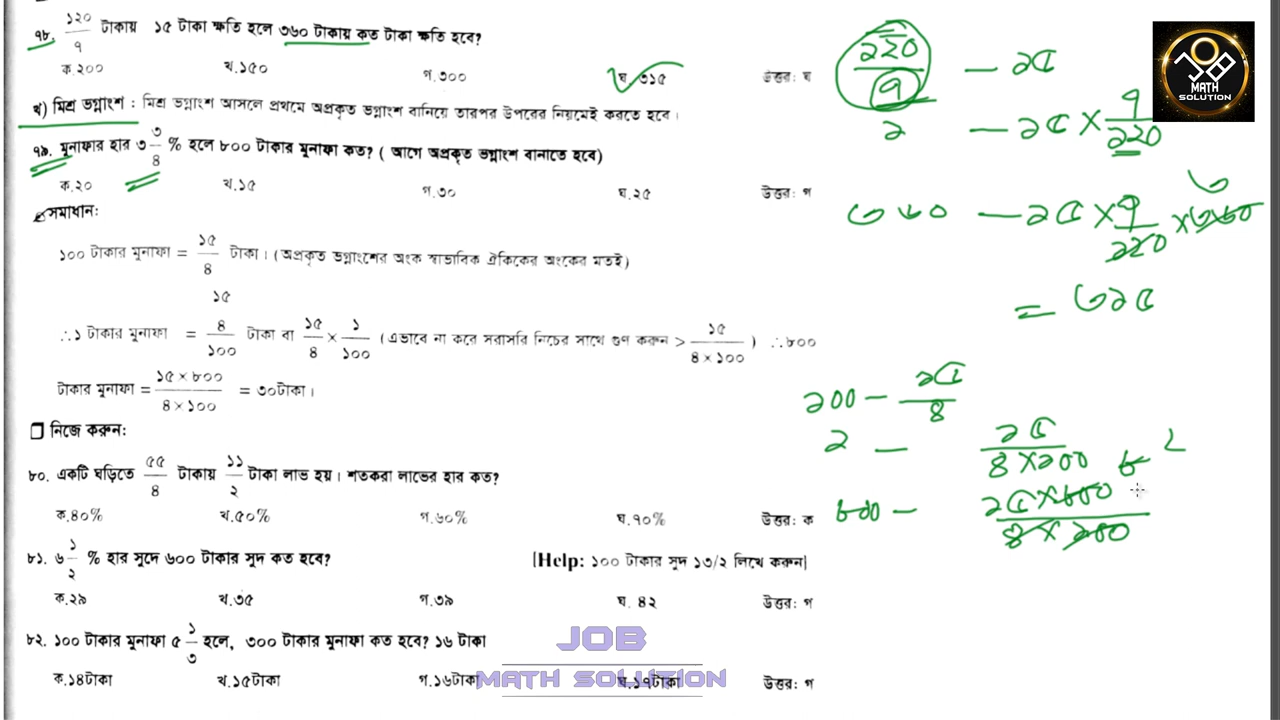 ৭৮. ১২০/৭ টাকায় ১৫ টাকা ক্ষতি হলে ৩৬০ টাকায় কত টাকা ক্ষতি হবে?
ক.২০০ খ.১৫০ গ.৩০০ ঘ.৩১৫ উত্তর: ঘ
খ) মিশ্র ভগ্নাংশ : মিশ্র ভগ্নাংশ আসলে প্রথমে অপ্রকৃত ভগ্নাংশ বানিয়ে তারপর উপরের নিয়মেই করতে হবে।
৭৯. মুনাফার হার ৩ ৩/৪ % হলে ৮০০ টাকার মুনাফা কত? ( আগে অপ্রকৃত ভগ্নাংশ বানাতে হবে)
ক.২০ খ.১৫ গ.৩০ ঘ.২৫ উত্তর: গ
সমাধান:
১০০ টাকার মুনাফা = ১৫/৪ টাকা। (অপ্রকৃত ভগ্নাংশের অংক স্বাভাবিক ঐকিকের অংকের মতই)
∴১ টাকার মুনাফা = ১৫/৪/১০০ টাকা বা ১৫/৪ × ১/১০০ (এভাবে না করে সরাসরি নিচের সাথে গুণ করুন > ১৫/৪×১০০) ∴৮০০
টাকার মুনাফা = ১৫×৮০০/৪×১০০ = ৩০টাকা।
নিজে করুন:
৮০. একটি ঘড়িতে ৫৫/৪ টাকায় ১১/২ টাকা লাভ হয়। শতকরা লাভের হার কত?
ক.৪০% খ.৫০% গ.৬০% ঘ.৭০% উত্তর: ক
৮১. ৬ ১/২ % হার সুদে ৬০০ টাকার সুদ কত হবে? [Help: ১০০ টাকার সুদ ১৩/২ লিখে করুন]
ক.২৯ খ.৩৫ গ.৩৯ ঘ. ৪২ উত্তর: গ
৮২. ১০০ টাকার মুনাফা ৫ ১/৩ হলে, ৩০০ টাকার মুনাফা কত হবে? ১৬ টাকা
ক.১৪টাকা খ.১৫টাকা গ.১৬টাকা ঘ.১৭টাকা উত্তর: গ
১২০/৭ — ১৫
১ — ১৫ × ৭/১২০
৩৬০ — ১৫ × ৭/১২০ × ৩৬০ ৩
= ৩১৫
১০০ — ১৫/৪
১ — ১৫/৪×১০০
৮০০ — ১৫×৮০০/৪×১০০ ৮ ২
MATH
SOLUTION
JOB
MATH SOLUTION